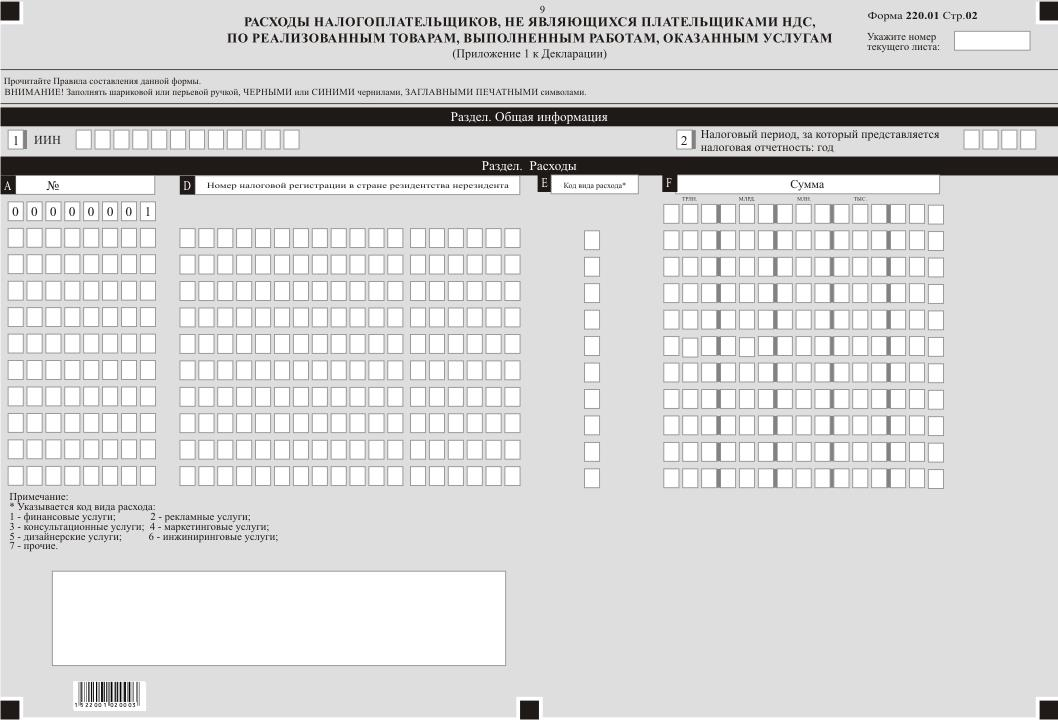 9
РАСХОДЫ НАЛОГОПЛАТЕЛЬЩИКОВ, НЕ ЯВЛЯЮЩИХСЯ ПЛАТЕЛЬЩИКАМИ НДС,
ПО РЕАЛИЗОВАННЫМ ТОВАРАМ, ВЫПОЛНЕННЫМ РАБОТАМ, ОКАЗАННЫМ УСЛУГАМ
(Приложение 1 к Декларации)
Форма 220.01 Стр.02
Укажите номер
текущего листа:
Прочитайте Правила составления данной формы.
ВНИМАНИЕ! Заполнять шариковой или перьевой ручкой, ЧЕРНЫМИ или СИНИМИ чернилами, ЗАГЛАВНЫМИ ПЕЧАТНЫМИ символами.
Раздел. Общая информация
1 ИИН
2 Налоговый период, за который представляется
налоговая отчетность: год
Раздел. Расходы
A № D Номер налоговой регистрации в стране резидентства нерезидента E Код вида расхода* F Сумма
ТРЛН. МЛРД. МЛН. ТЫС.
0 0 0 0 0 0 0 1
Примечание:
* Указывается код вида расхода:
1 - финансовые услуги; 2 - рекламные услуги;
3 - консультационные услуги; 4 - маркетинговые услуги;
5 - дизайнерские услуги; 6 - инжиниринговые услуги;
7 - прочие.
1522001020003